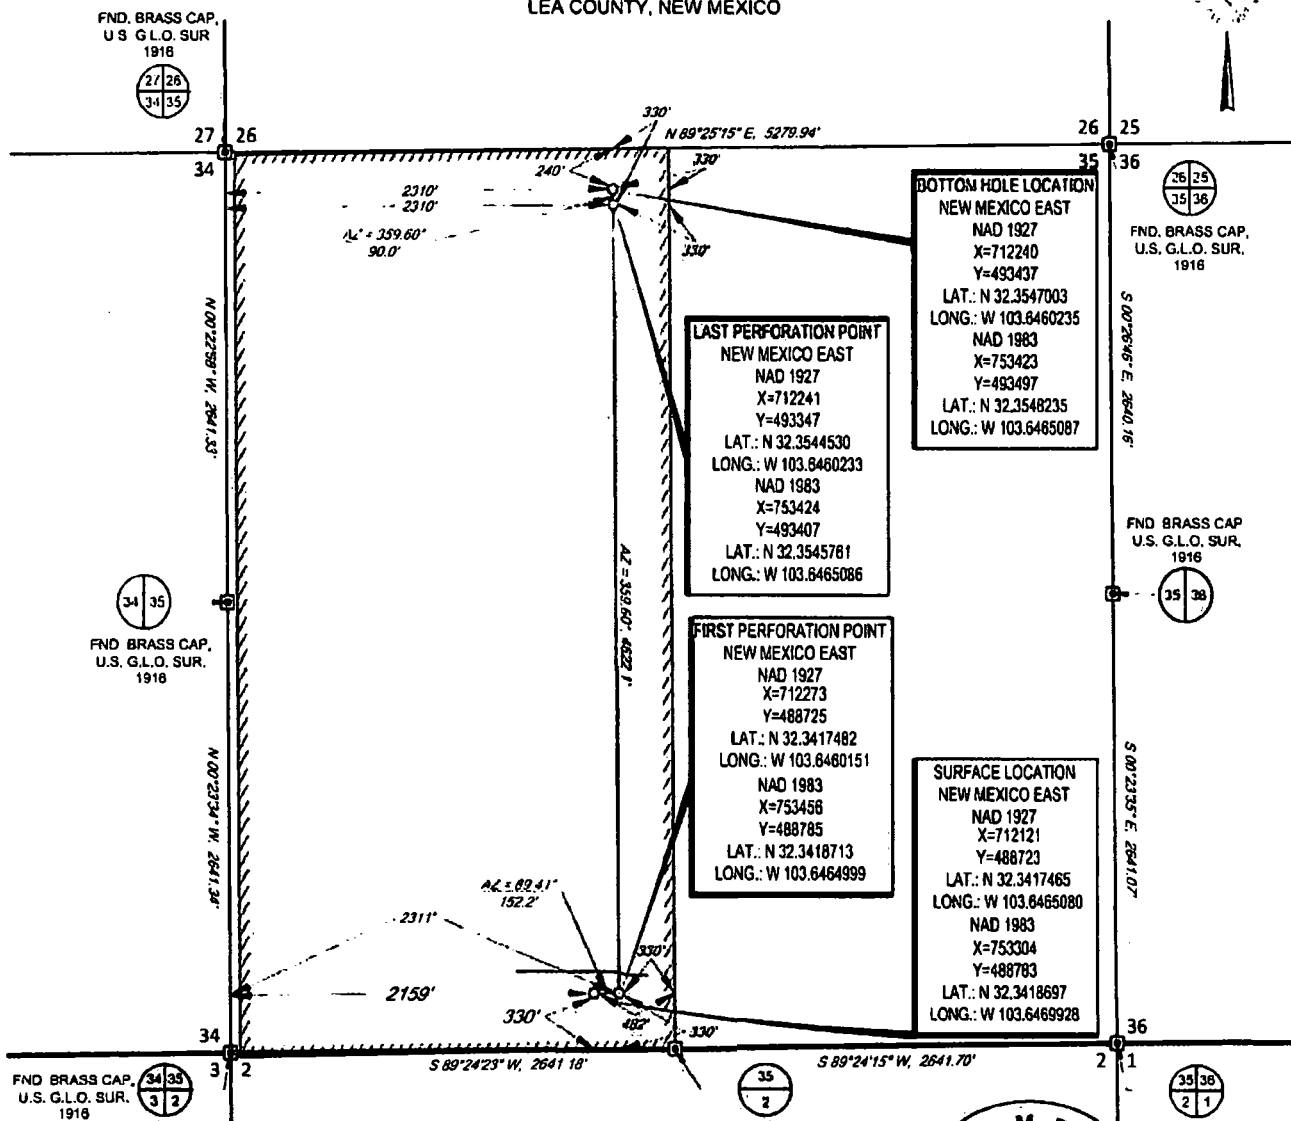 LEA COUNTY, NEW MEXICO
FND. BRASS CAP,
U S G L.O. SUR
1916
27 26
34 35
27 26
34
330'
N 89°25'15" E, 5279.94'
26 25
35 36
240'
330'
2310'
2310'
AZ = 359.60°
90.0'
330'
26 25
35 36
FND. BRASS CAP,
U.S. G.L.O. SUR,
1916
BOTTOM HOLE LOCATION
NEW MEXICO EAST
NAD 1927
X=712240
Y=493437
LAT.: N 32.3547003
LONG.: W 103.6460235
NAD 1983
X=753423
Y=493497
LAT.: N 32.3548235
LONG.: W 103.6465087
N 00°22'58" W, 2641.33'
S 00°26'46" E, 2640.16'
LAST PERFORATION POINT
NEW MEXICO EAST
NAD 1927
X=712241
Y=493347
LAT.: N 32.3544530
LONG.: W 103.6460233
NAD 1983
X=753424
Y=493407
LAT.: N 32.3545761
LONG.: W 103.6465086
FND BRASS CAP
U.S. G.L.O. SUR,
1916
35 36
34 35
FND BRASS CAP,
U.S. G.L.O. SUR.
1916
AZ = 359.60°, 4622.1'
FIRST PERFORATION POINT
NEW MEXICO EAST
NAD 1927
X=712273
Y=488725
LAT.: N 32.3417482
LONG.: W 103.6460151
NAD 1983
X=753456
Y=488785
LAT.: N 32.3418713
LONG.: W 103.6464999
N 00°23'34" W, 2641.34'
S 00°23'35" E, 2641.07'
SURFACE LOCATION
NEW MEXICO EAST
NAD 1927
X=712121
Y=488723
LAT.: N 32.3417465
LONG.: W 103.6465080
NAD 1983
X=753304
Y=488783
LAT.: N 32.3418697
LONG.: W 103.6469928
AZ = 89.41°
152.2'
2311'
330'
2159'
330'
482'
330'
34
3 2
S 89°24'23" W, 2641 18'
S 89°24'15" W, 2641.70'
36
2 1
FND BRASS CAP,
U.S. G.L.O. SUR.
1916
34 35
3 2
35
2
35 36
2 1